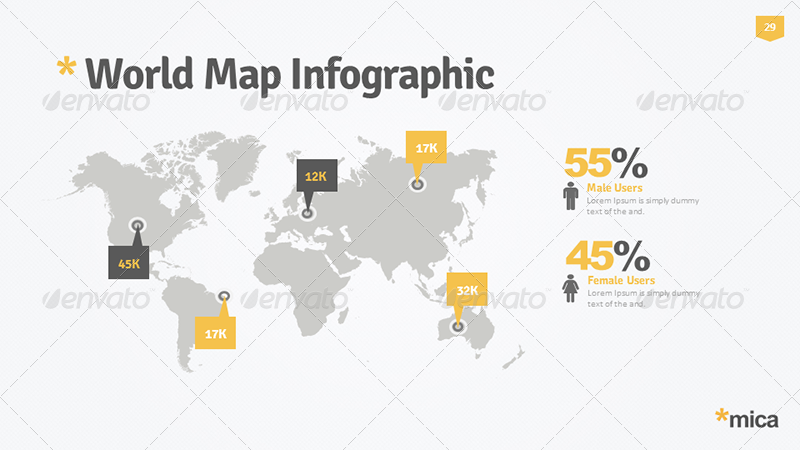 29
* World Map Infographic
envato envato envato envato
17K
12K
45K
32K
17K
55%
Male Users
Lorem Ipsum is simply dummy
text of the and.
45%
Female Users
Lorem Ipsum is simply dummy
text of the and.
envato envato envato envato
*mica